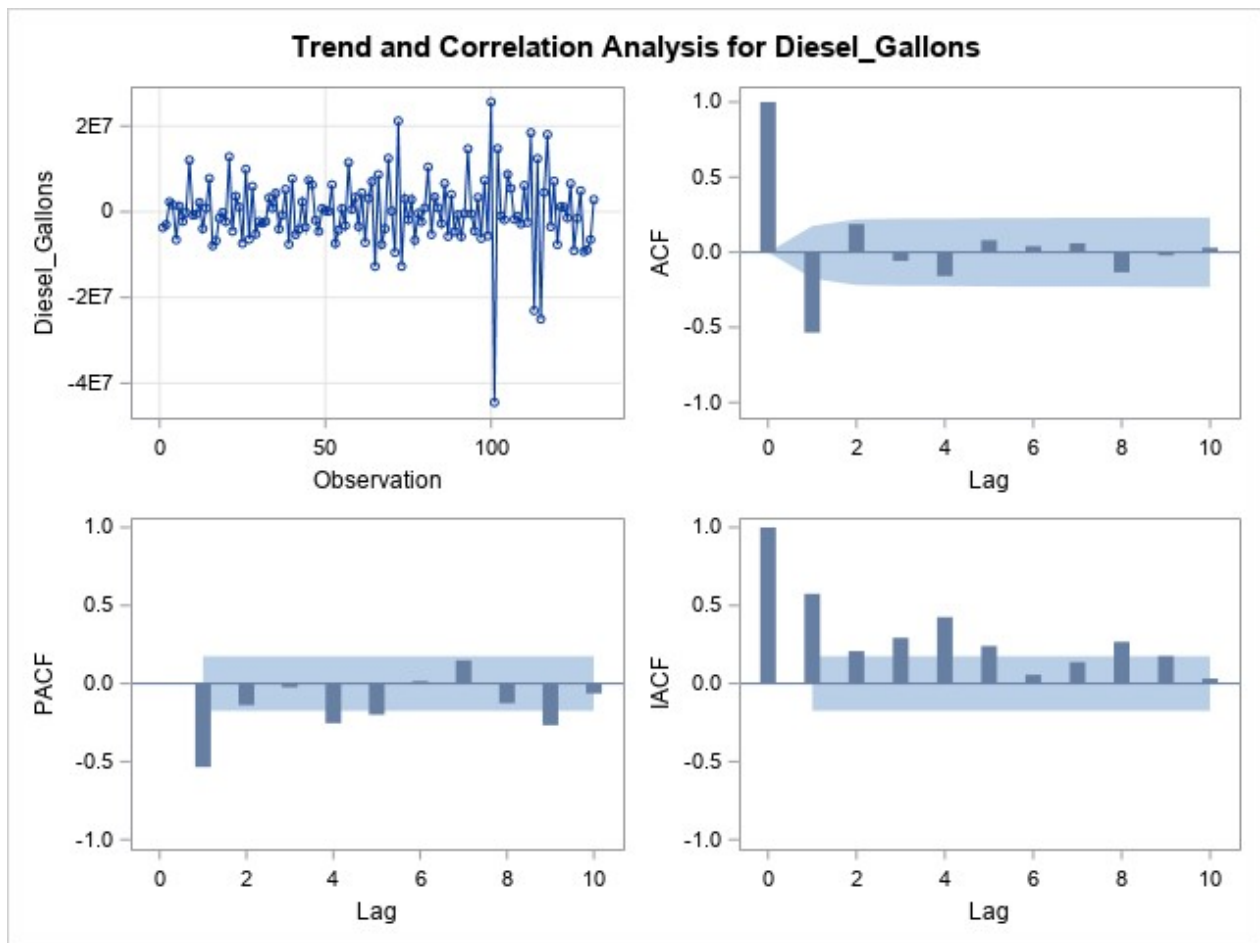 Trend and Correlation Analysis for Diesel_Gallons
2E7
0
-2E7
-4E7
Diesel_Gallons
0 50 100
Observation
1.0
0.5
0.0
-0.5
-1.0
ACF
0 2 4 6 8 10
Lag
1.0
0.5
0.0
-0.5
-1.0
PACF
0 2 4 6 8 10
Lag
1.0
0.5
0.0
-0.5
-1.0
IACF
0 2 4 6 8 10
Lag